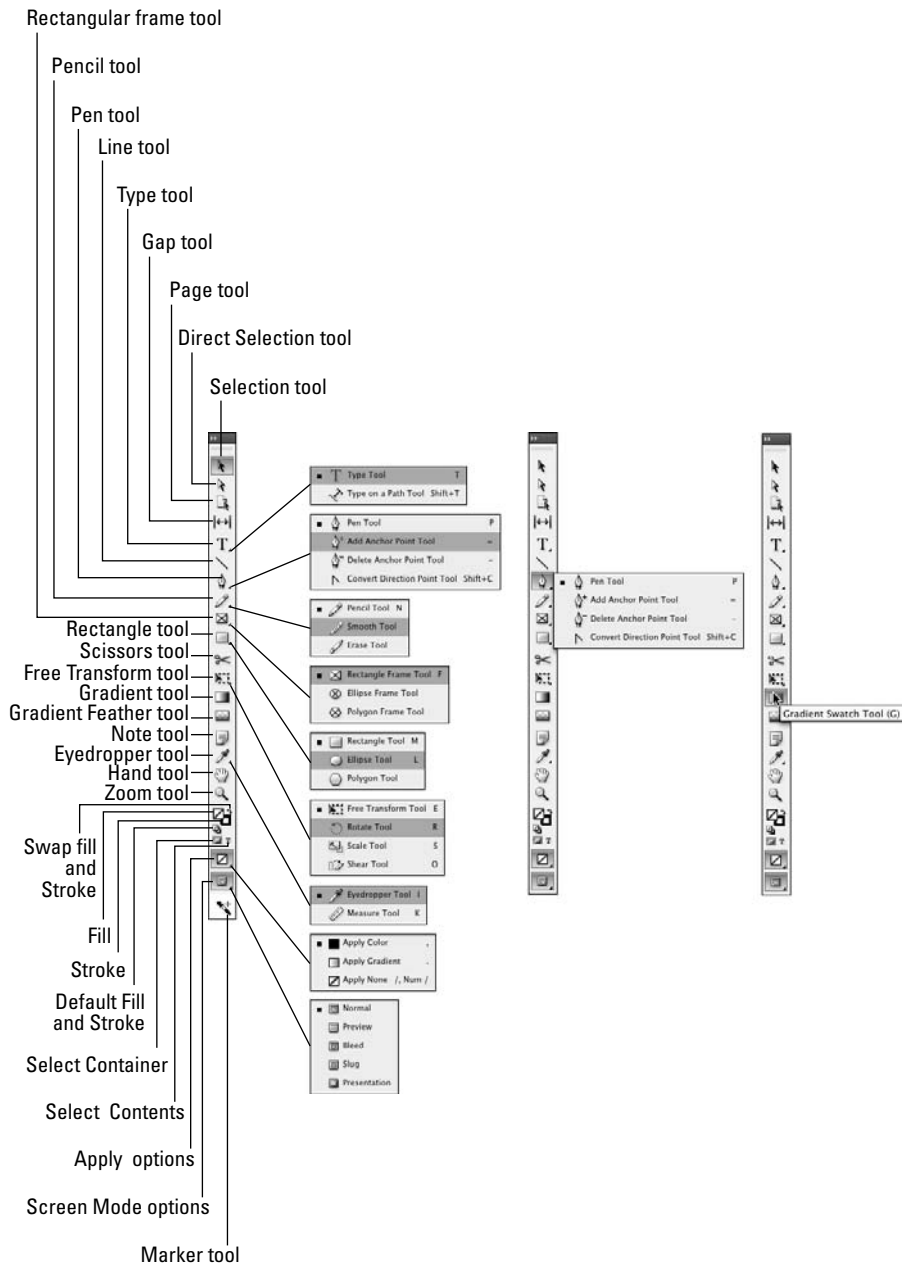 Rectangular frame tool
Pencil tool
Pen tool
Line tool
Type tool
Gap tool
Page tool
Direct Selection tool
Selection tool
Rectangle tool
Scissors tool
Free Transform tool
Gradient tool
Gradient Feather tool
Note tool
Eyedropper tool
Hand tool
Zoom tool
Swap fill
and
Stroke
Fill
Stroke
Default Fill
and Stroke
Select Container
Select Contents
Apply options
Screen Mode options
Marker tool
Type Tool T
Type on a Path Tool Shift+T
Pen Tool P
Add Anchor Point Tool =
Delete Anchor Point Tool -
Convert Direction Point Tool Shift+C
Pencil Tool N
Smooth Tool
Erase Tool
Rectangle Frame Tool F
Ellipse Frame Tool
Polygon Frame Tool
Rectangle Tool M
Ellipse Tool L
Polygon Tool
Free Transform Tool E
Rotate Tool R
Scale Tool S
Shear Tool O
Eyedropper Tool I
Measure Tool K
Apply Color ,
Apply Gradient .
Apply None /, Num /
Normal
Preview
Bleed
Slug
Presentation
Pen Tool P
Add Anchor Point Tool =
Delete Anchor Point Tool -
Convert Direction Point Tool Shift+C
Gradient Swatch Tool (G)